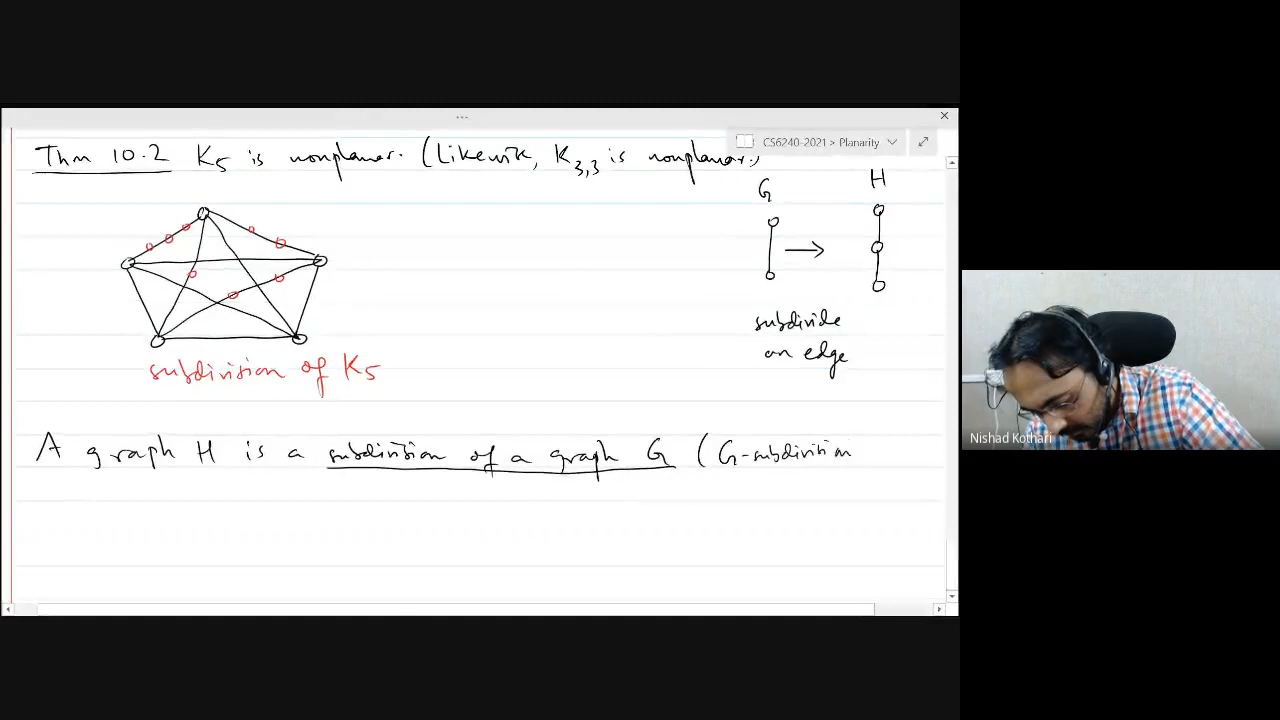 Thm 10.2 K5 is nonplanar. (Likewise, K3,3 is nonplanar.)
CS6240-2021 > Planarity
G H
subdivide
an edge
subdivision of K5
A graph H is a subdivision of a graph G (G-subdivision
Nishad Kothari